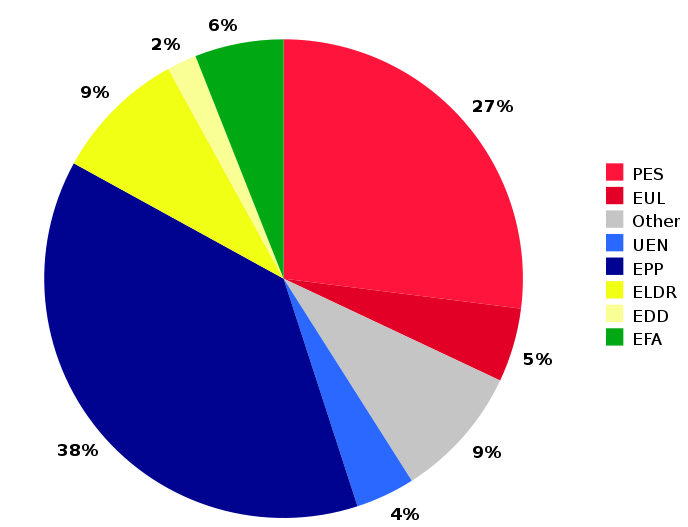 6%
2%
9%
27%
PES
EUL
Other
UEN
EPP
ELDR
EDD
EFA
5%
38%
9%
4%